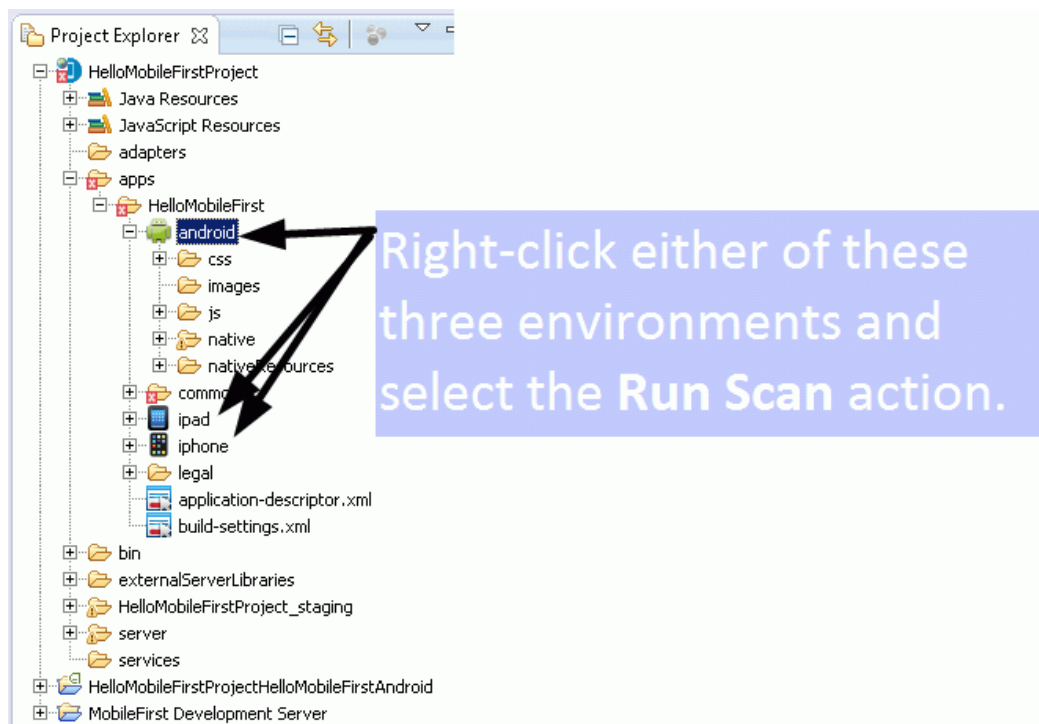 Project Explorer
HelloMobileFirstProject
Java Resources
JavaScript Resources
adapters
apps
HelloMobileFirst
android
css
images
js
native
nativeResources
Right-click either of these
three environments and
select the Run Scan action.
common
ipad
iphone
legal
application-descriptor.xml
build-settings.xml
bin
externalServerLibraries
HelloMobileFirstProject_staging
server
services
HelloMobileFirstProjectHelloMobileFirstAndroid
MobileFirst Development Server